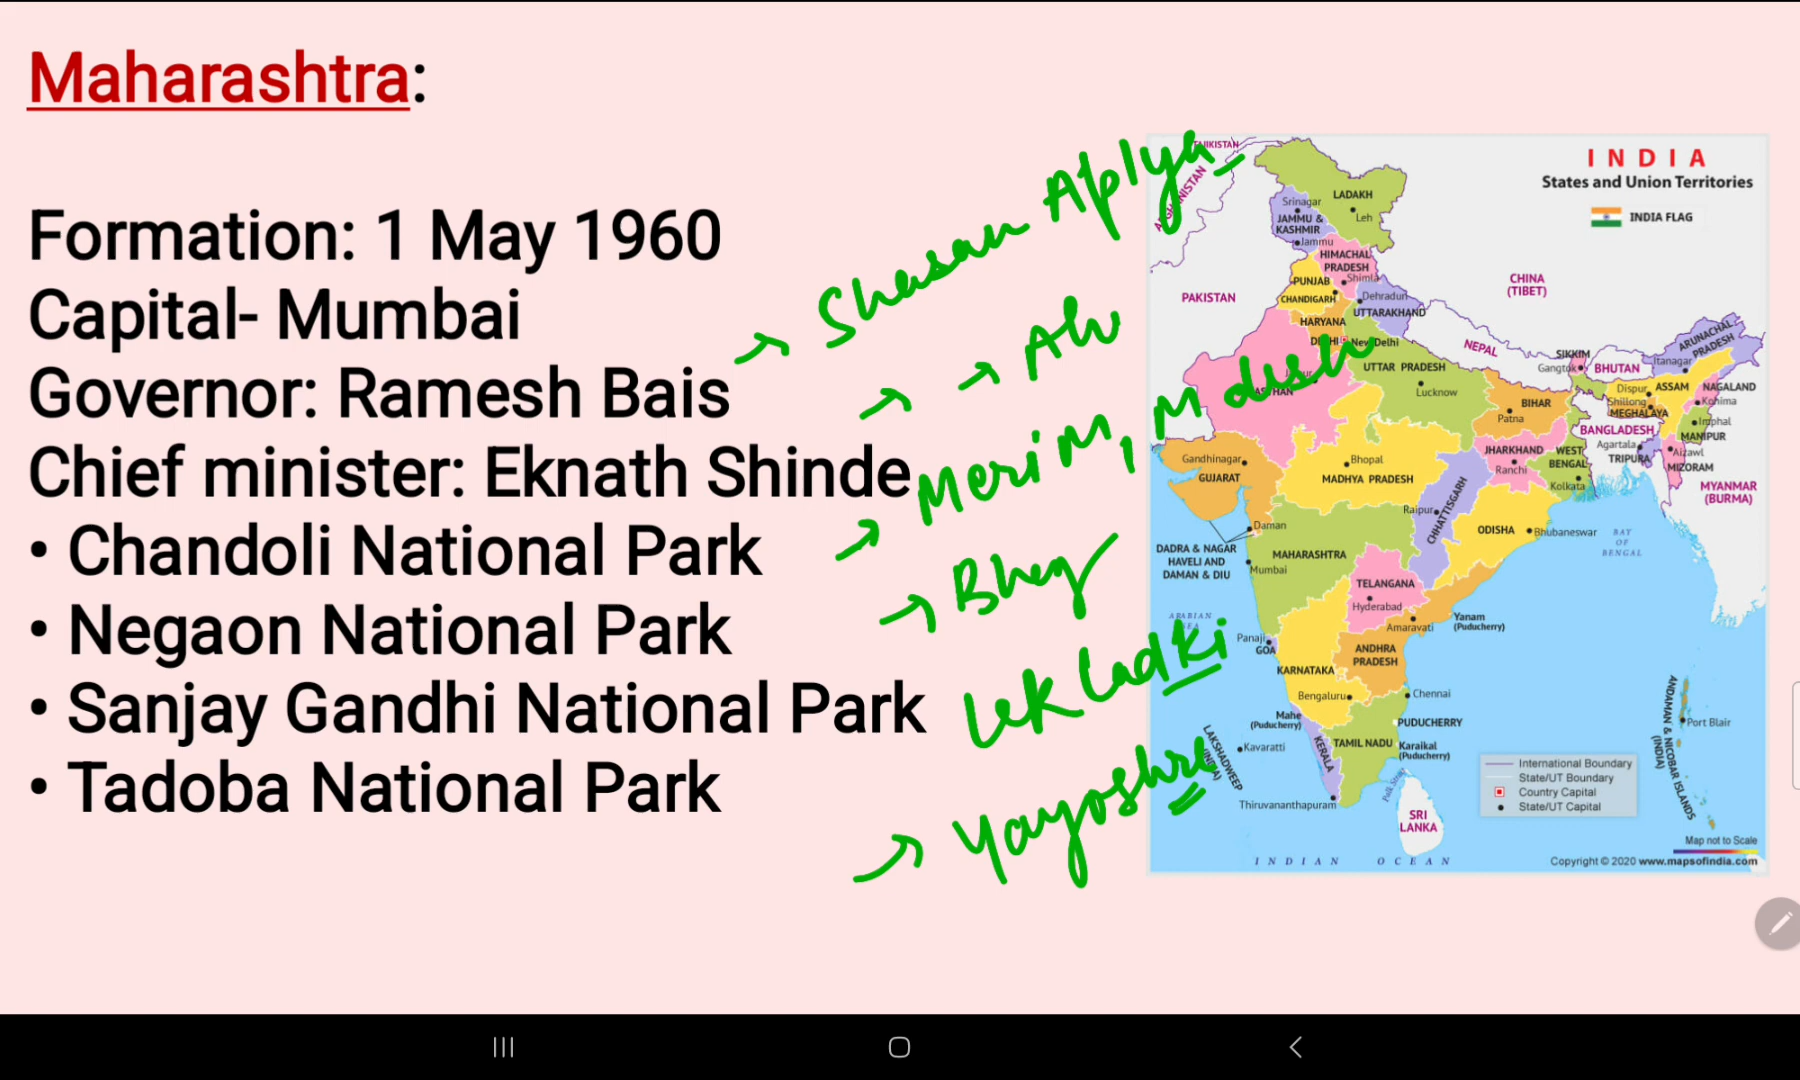 Maharashtra:
Formation: 1 May 1960
Capital- Mumbai
Governor: Ramesh Bais
Chief minister: Eknath Shinde
• Chandoli National Park
• Negaon National Park
• Sanjay Gandhi National Park
• Tadoba National Park
Shasan Aplya
Meri M, M desh
Lek Ladki
INDIA
States and Union Territories
INDIA FLAG
AFGHANISTAN
PAKISTAN
CHINA
(TIBET)
NEPAL
BHUTAN
BANGLADESH
MYANMAR
(BURMA)
SRI
LANKA
LADAKH
Leh
Srinagar
JAMMU &
KASHMIR
Jammu
HIMACHAL
PRADESH
Shimla
PUNJAB
CHANDIGARH
Dehradun
UTTARAKHAND
HARYANA
New Delhi
UTTAR PRADESH
Lucknow
BIHAR
Patna
SIKKIM
Gangtok
ARUNACHAL
PRADESH
Itanagar
Dispur
ASSAM
NAGALAND
Kohima
Shillong
MEGHALAYA
Imphal
MANIPUR
Agartala
TRIPURA
Aizawl
MIZORAM
JHARKHAND
Ranchi
WEST
BENGAL
Kolkata
Gandhinagar
GUJARAT
Bhopal
MADHYA PRADESH
Raipur
CHHATTISGARH
ODISHA
Bhubaneswar
BAY
OF
BENGAL
Daman
DADRA & NAGAR
HAVELI AND
DAMAN & DIU
MAHARASHTRA
Mumbai
TELANGANA
Hyderabad
Amaravati
Yanam
(Puducherry)
ARABIAN
Panaji
GOA
KARNATAKA
Bengaluru
ANDHRA
PRADESH
Chennai
Mahe
(Puducherry)
PUDUCHERRY
TAMIL NADU
Karaikal
(Puducherry)
KERALA
Kavaratti
LAKSHADWEEP
(INDIA)
Thiruvananthapuram
Palk Strait
ANDAMAN & NICOBAR ISLANDS
(INDIA)
Port Blair
INDIAN OCEAN
International Boundary
State/UT Boundary
Country Capital
State/UT Capital
Map not to Scale
Copyright © 2020 www.mapsofindia.com